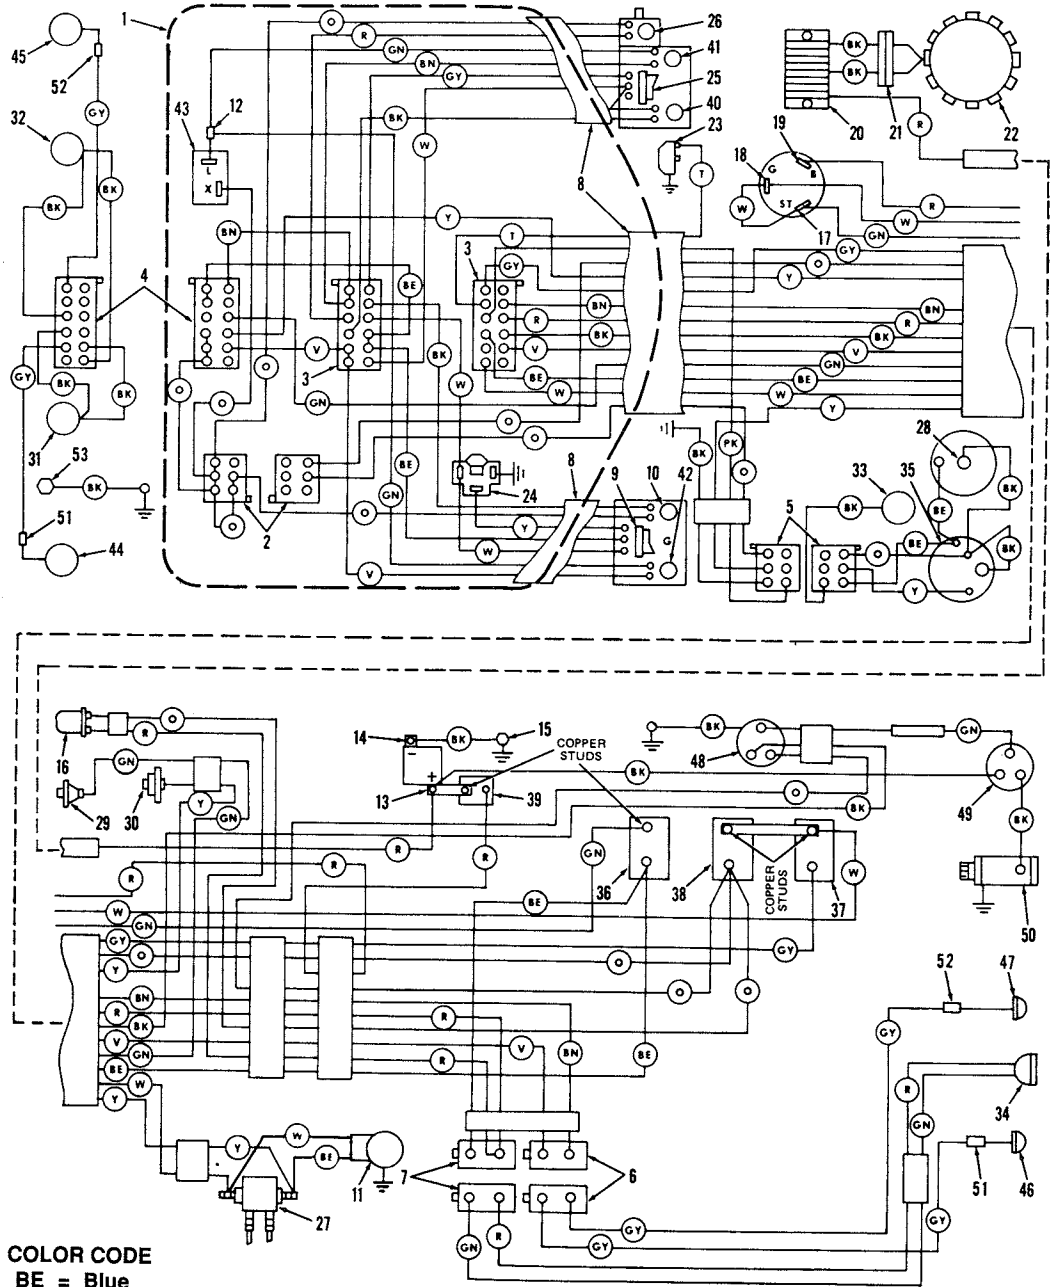 1
45
52
GY
32
BK
BK
4
GY
BK
BK
31
53
BK
51
44
O
R
GN
BN
GY
BK
W
12
43
L
X
BN
Y
T
3
GY
BE
BN
R
BK
V
BE
W
O
O
V
3
BK
W
GN
O
O
BE
GN
24
O
Y
W
V
2
O
8
8
26
41
25
40
23
T
BK
BK
20
21
22
R
19
18
G
B
ST
W
17
R
W
GN
GY
O
Y
BN
R
BK
V
GN
BE
W
Y
9
10
42
G
BK
PK
O
5
33
BK
28
35
BE
BE
BK
BK
O
Y
16
O
R
GN
29
30
Y
GN
14
BK
15
-
+
13
39
COPPER
STUDS
BK
48
GN
49
BK
O
BK
BK
50
R
R
R
GN
36
38
COPPER
STUDS
37
W
R
W
GN
GY
O
Y
BN
R
BK
V
GN
BE
W
Y
BE
GY
O
O
O
R
R
V
BN
BE
52
47
GY
34
R
GN
51
46
GY
W
Y
BE
11
27
7
6
GN
R
GY
GY
COLOR CODE
BE = Blue